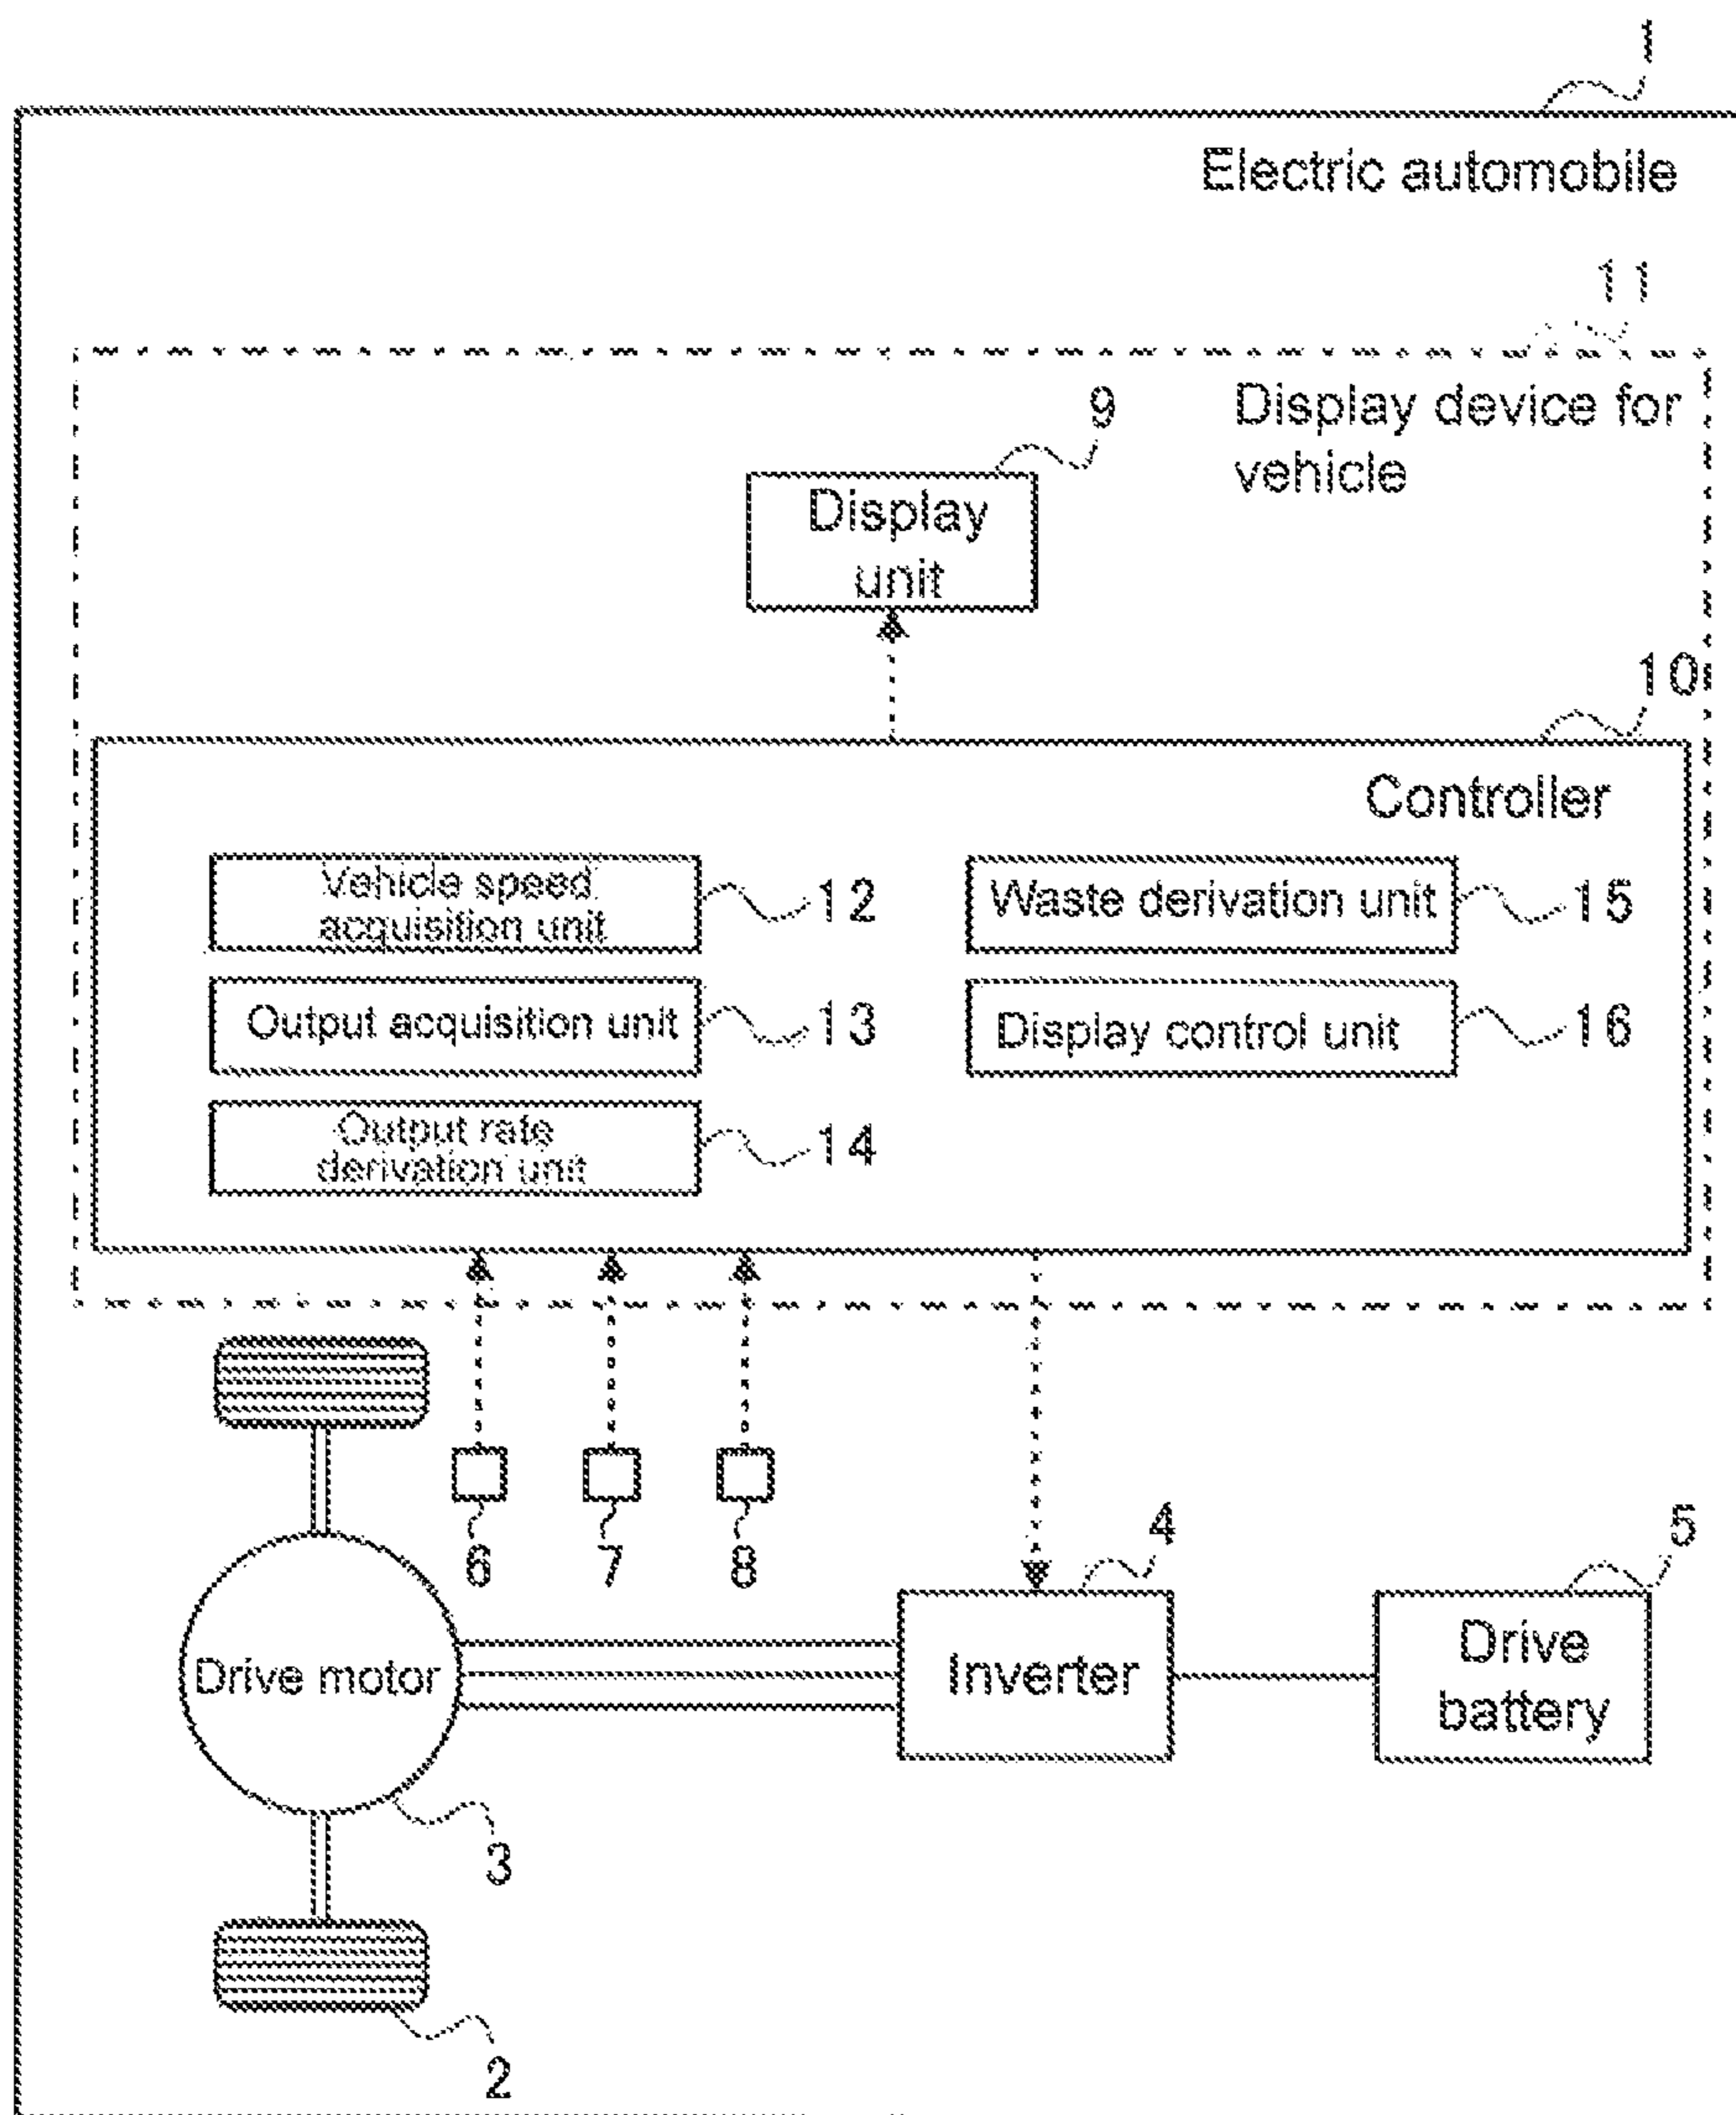 1
Electric automobile
11
Display device for
vehicle
9
Display
unit
10
Controller
Vehicle speed
acquisition unit
12
Waste derivation unit
15
Output acquisition unit
13
Display control unit
16
Output rate
derivation unit
14
6
7
8
4
5
Drive motor
Inverter
Drive
battery
3
2